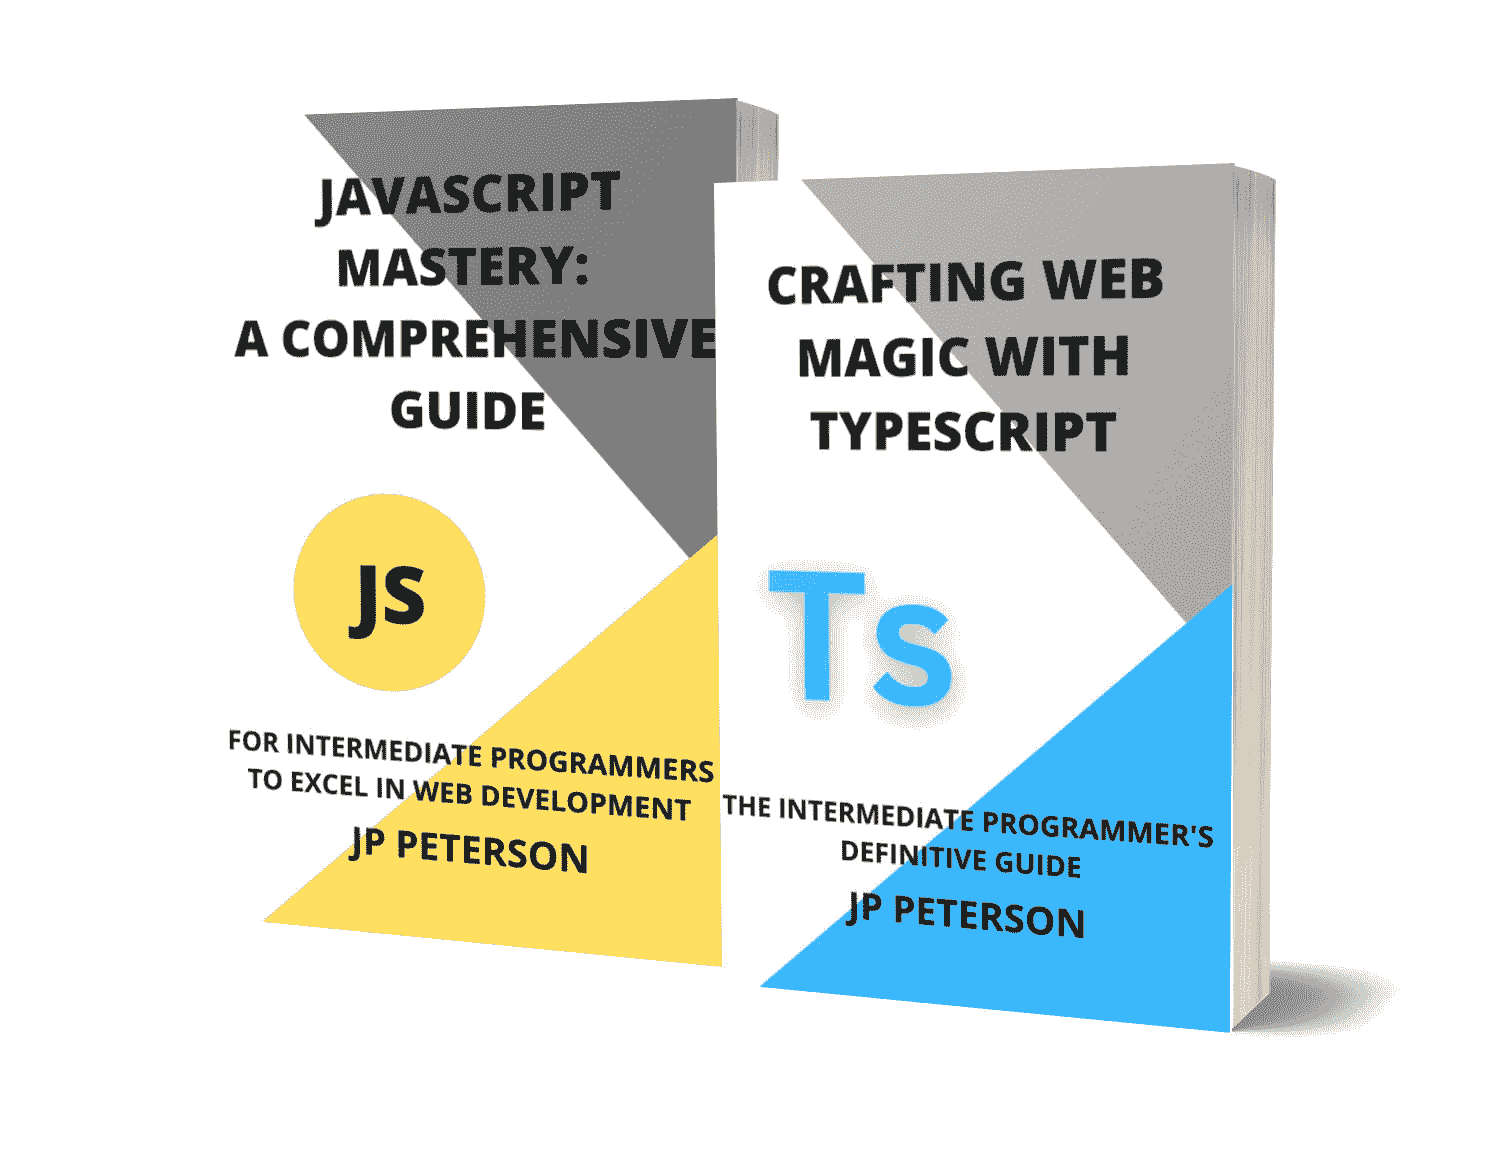 JAVASCRIPT
MASTERY:
A COMPREHENSIVE
GUIDE
JS
FOR INTERMEDIATE PROGRAMMERS
TO EXCEL IN WEB DEVELOPMENT
JP PETERSON
CRAFTING WEB
MAGIC WITH
TYPESCRIPT
Ts
THE INTERMEDIATE PROGRAMMER'S
DEFINITIVE GUIDE
JP PETERSON